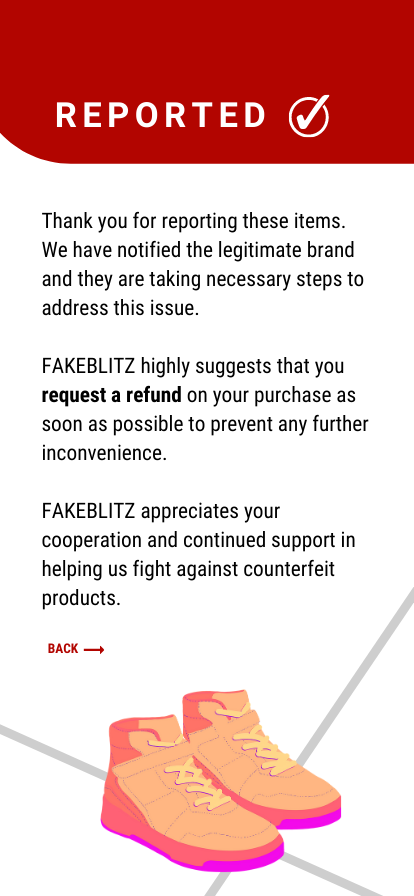 REPORTED
Thank you for reporting these items.
We have notified the legitimate brand
and they are taking necessary steps to
address this issue.
FAKEBLITZ highly suggests that you
request a refund on your purchase as
soon as possible to prevent any further
inconvenience.
FAKEBLITZ appreciates your
cooperation and continued support in
helping us fight against counterfeit
products.
BACK